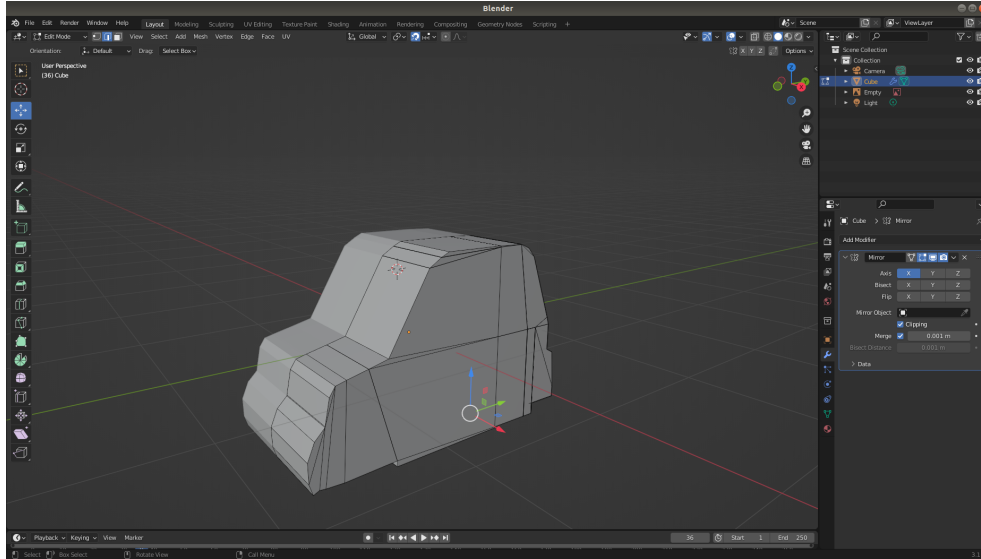 Blender
File Edit Render Window Help Layout Modeling Sculpting UV Editing Texture Paint Shading Animation Rendering Compositing Geometry Nodes Scripting + Scene ViewLayer
Edit Mode View Select Add Mesh Vertex Edge Face UV Global
Orientation: Default Drag: Select Box X Y Z Options
User Perspective
(36) Cube
Scene Collection
Collection
Camera
Cube
Empty
Light
Z
Y
X
Cube > Mirror
Add Modifier
Mirror
Axis X Y Z
Bisect X Y Z
Flip X Y Z
Mirror Object
Clipping
Merge 0.001 m
Bisect Distance 0.001 m
> Data
Playback Keying View Marker 36 Start 1 End 250
Select Box Select Rotate View Call Menu 3.1